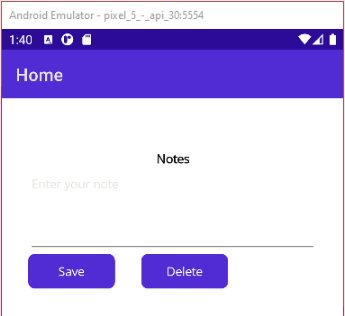 Android Emulator - pixel_5_-_api_30:5554
1:40
Home
Notes
Enter your note
Save Delete